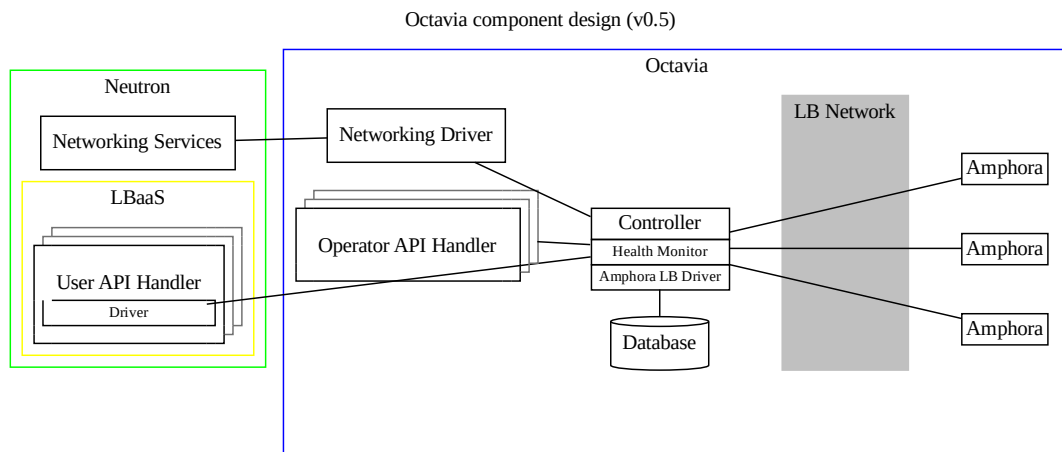 Octavia component design (v0.5)
Octavia
Neutron
Networking Services
Networking Driver
LB Network
Amphora
LBaaS
Operator API Handler
Controller
Health Monitor
Amphora LB Driver
Amphora
User API Handler
Driver
Database
Amphora